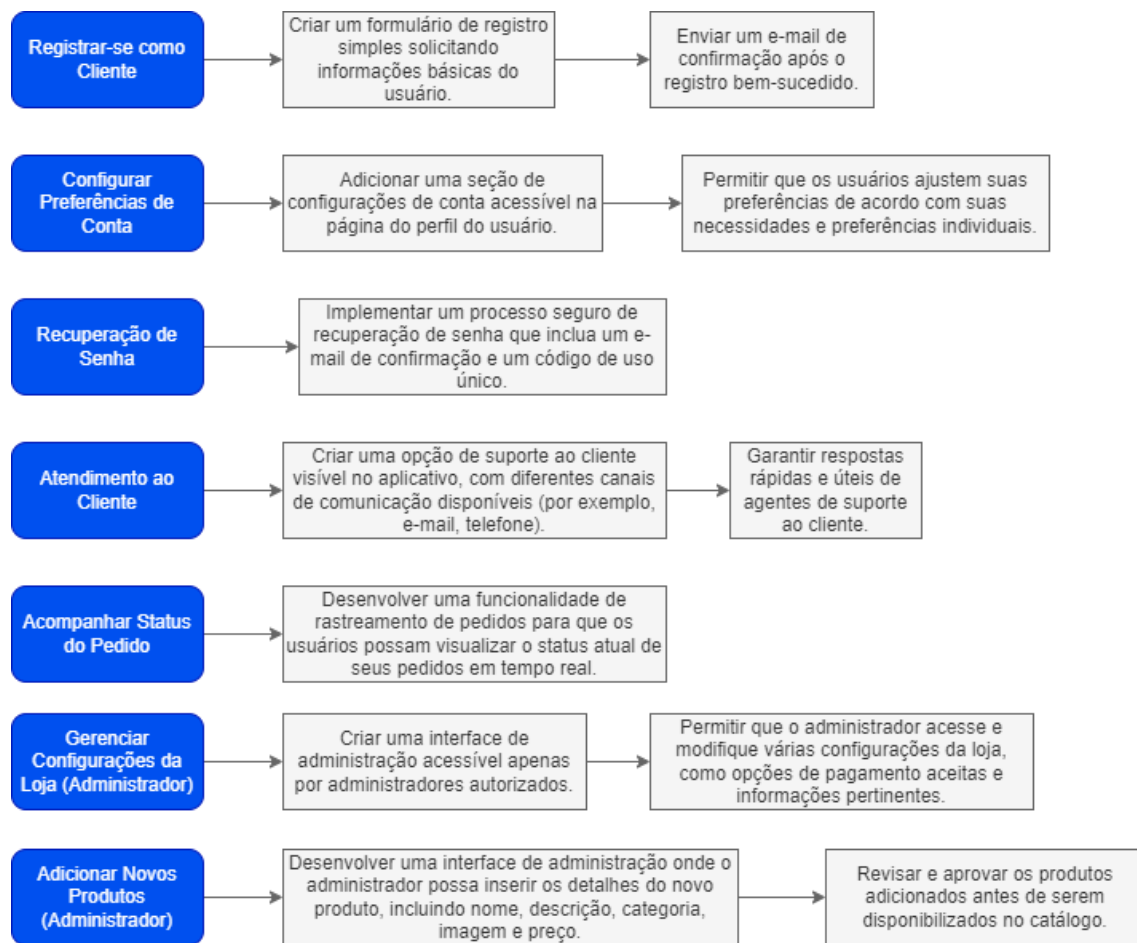 Registrar-se como
Cliente
Criar um formulário de registro
simples solicitando
informações básicas do
usuário.
Enviar um e-mail de
confirmação após o
registro bem-sucedido.
Configurar
Preferências de
Conta
Adicionar uma seção de
configurações de conta acessível na
página do perfil do usuário.
Permitir que os usuários ajustem suas
preferências de acordo com suas
necessidades e preferências individuais.
Recuperação de
Senha
Implementar um processo seguro de
recuperação de senha que inclua um e-
mail de confirmação e um código de uso
único.
Atendimento ao
Cliente
Criar uma opção de suporte ao cliente
visível no aplicativo, com diferentes canais
de comunicação disponíveis (por exemplo,
e-mail, telefone).
Garantir respostas
rápidas e úteis de
agentes de suporte
ao cliente.
Acompanhar Status
do Pedido
Desenvolver uma funcionalidade de
rastreamento de pedidos para que os
usuários possam visualizar o status atual de
seus pedidos em tempo real.
Gerenciar
Configurações da
Loja (Administrador)
Criar uma interface de
administração acessível apenas
por administradores autorizados.
Permitir que o administrador acesse e
modifique várias configurações da loja,
como opções de pagamento aceitas e
informações pertinentes.
Adicionar Novos
Produtos
(Administrador)
Desenvolver uma interface de administração onde o
administrador possa inserir os detalhes do novo
produto, incluindo nome, descrição, categoria,
imagem e preço.
Revisar e aprovar os produtos
adicionados antes de serem
disponibilizados no catálogo.